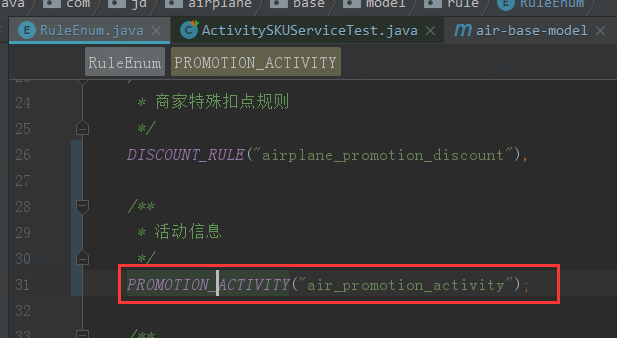 ava com jd airplane base model rule RuleEnum
RuleEnum.java × ActivitySKUServiceTest.java × m air-base-model ×
RuleEnum PROMOTION_ACTIVITY
24 * 商家特殊扣点规则
25 */
26 DISCOUNT_RULE("airplane_promotion_discount"),
27
28 /**
29 * 活动信息
30 */
31 PROMOTION_ACTIVITY("air_promotion_activity");
32
33 /**